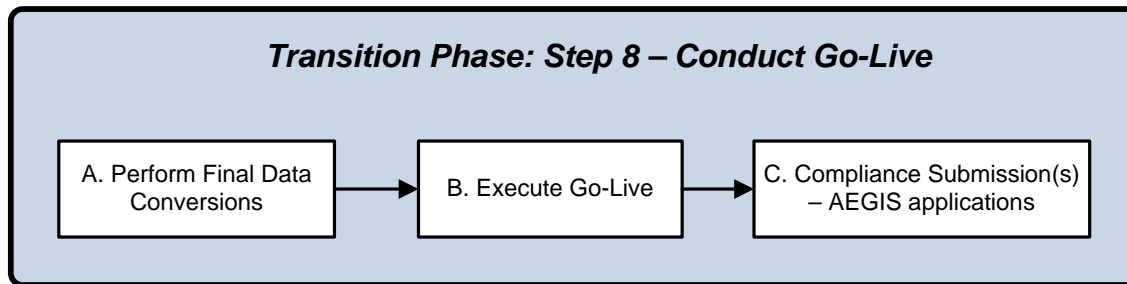 Transition Phase: Step 8 – Conduct Go-Live
A. Perform Final Data
Conversions
B. Execute Go-Live
C. Compliance Submission(s)
– AEGIS applications